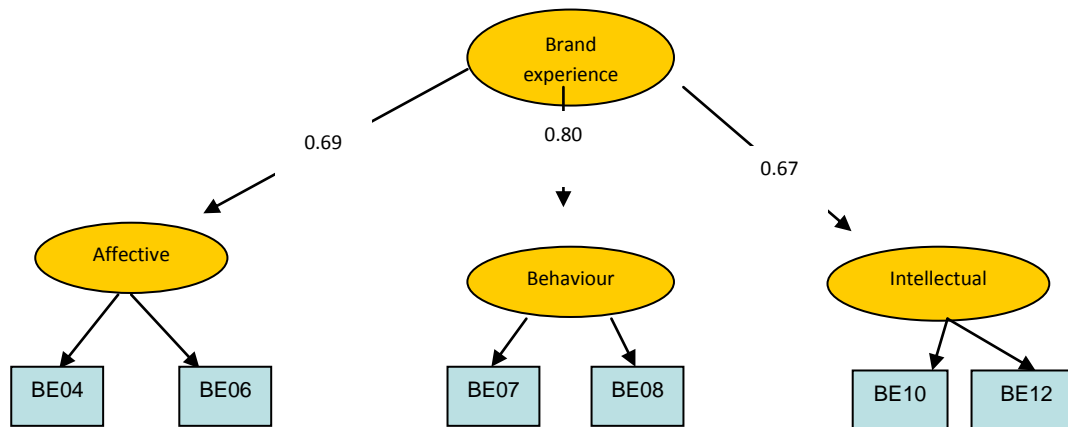 Brand
experience
0.69
0.80
0.67
Affective
Behaviour
Intellectual
BE04
BE06
BE07
BE08
BE10
BE12